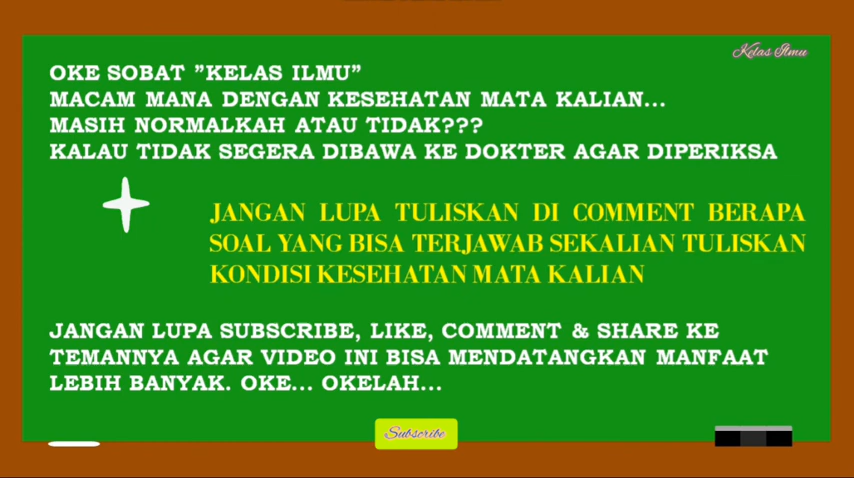 Kelas Ilmu
OKE SOBAT ”KELAS ILMU”
MACAM MANA DENGAN KESEHATAN MATA KALIAN...
MASIH NORMALKAH ATAU TIDAK???
KALAU TIDAK SEGERA DIBAWA KE DOKTER AGAR DIPERIKSA
JANGAN LUPA TULISKAN DI COMMENT BERAPA
SOAL YANG BISA TERJAWAB SEKALIAN TULISKAN
KONDISI KESEHATAN MATA KALIAN
JANGAN LUPA SUBSCRIBE, LIKE, COMMENT & SHARE KE
TEMANNYA AGAR VIDEO INI BISA MENDATANGKAN MANFAAT
LEBIH BANYAK. OKE... OKELAH...
Subscribe